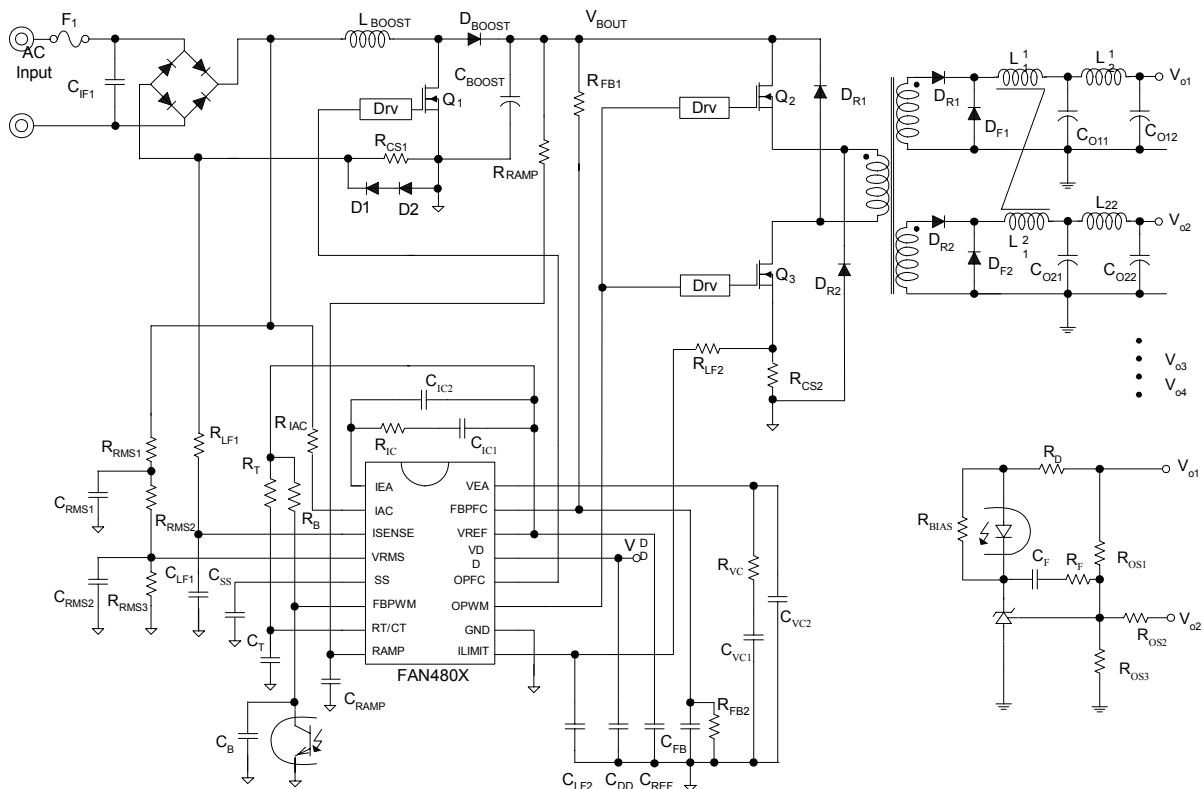 F1
AC
Input
CIF1
LBOOST
DBOOST
VBOUT
CBOOST
Drv
Q1
RCS1
D1
D2
RRAMP
RFB1
Drv
Q2
DR1
Drv
Q3
DR2
RLF2
RCS2
DR1
DF1
L11
L12
Vo1
CO11
CO12
DR2
DF2
L21
L22
Vo2
CO21
CO22
Vo3
Vo4
CIC2
RIC
CIC1
RIAC
RLF1
RT
RB
RRMS1
CRMS1
RRMS2
CRMS2
RRMS3
CLF1
CSS
CT
IEA
IAC
ISENSE
VRMS
SS
FBPWM
RT/CT
RAMP
VEA
FBPFC
VREF
VD
D
OPFC
OPWM
GND
ILIMIT
FAN480X
VDD
RVC
CVC1
CVC2
CRAMP
CB
CLF2
CDD
CREF
CFB
RFB2
RD
Vo1
RBIAS
CF
RF
ROS1
ROS2
Vo2
ROS3